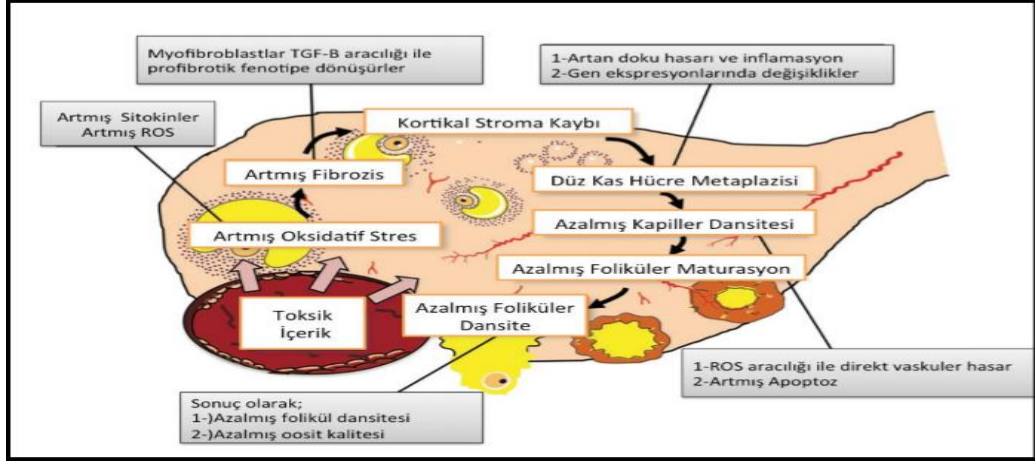 Myofibroblastlar TGF-B aracılığı ile
profibrotik fenotipe dönüşürler
1-Artan doku hasarı ve inflamasyon
2-Gen ekspresyonlarında değişiklikler
Artmış Sitokinler
Artmış ROS
Kortikal Stroma Kaybı
Artmış Fibrozis
Düz Kas Hücre Metaplazisi
Artmış Oksidatif Stres
Azalmış Kapiller Dansitesi
Azalmış Foliküler Maturasyon
Toksik
İçerik
Azalmış Foliküler
Dansite
1-ROS aracılığı ile direkt vaskuler hasar
2-Artmış Apoptoz
Sonuç olarak;
1-)Azalmış folikül dansitesi
2-)Azalmış oosit kalitesi